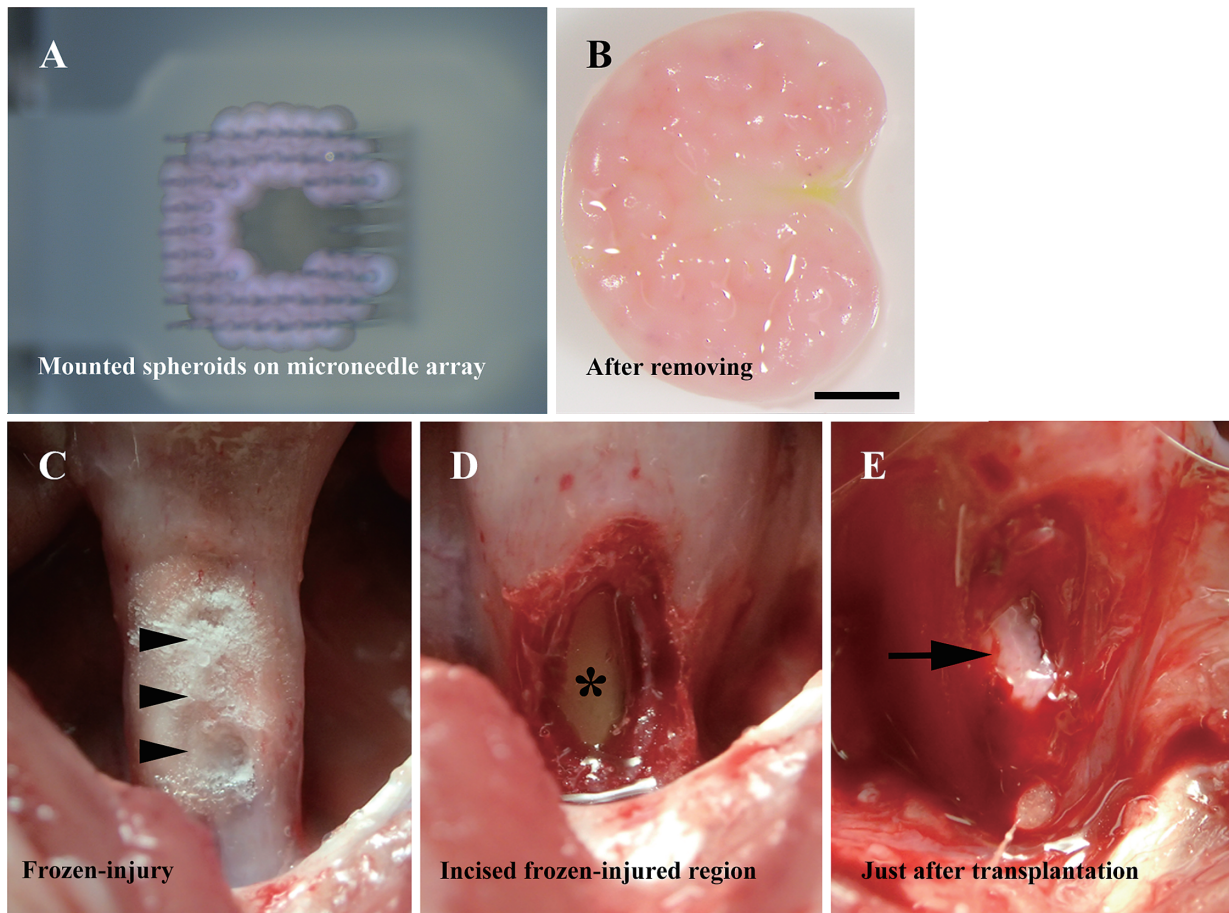 A
Mounted spheroids on microneedle array
B
After removing
C
Frozen-injury
D
*
Incised frozen-injured region
E
Just after transplantation